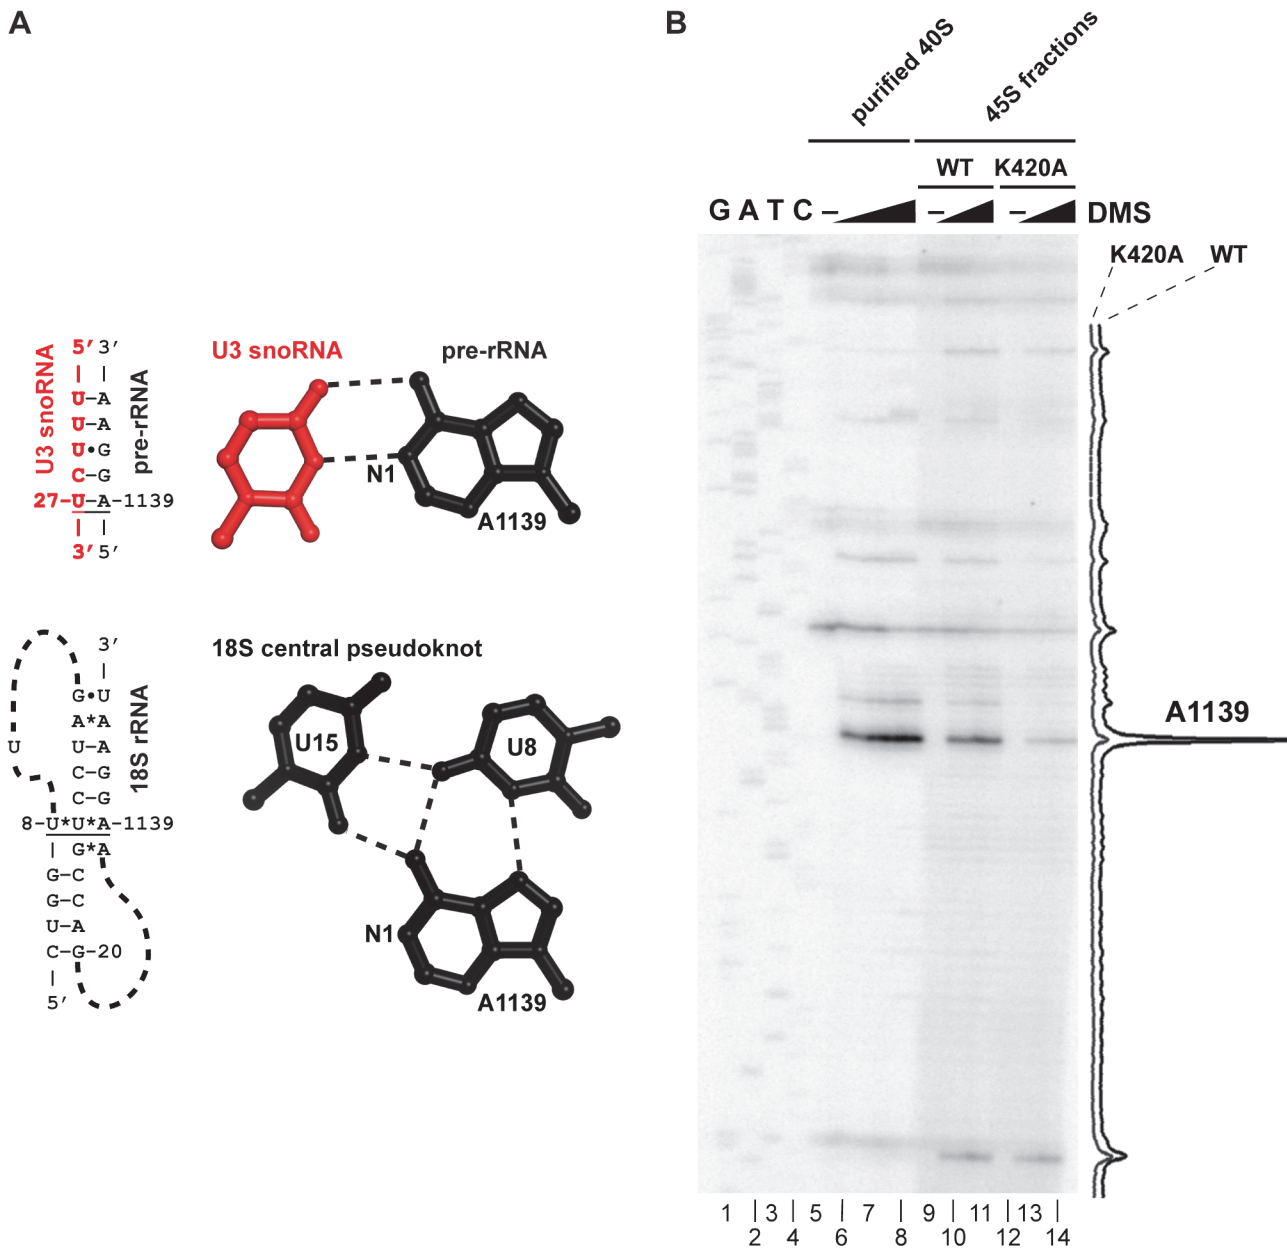 A
U3 snoRNA
5′ 3′
U–A
U–A
U•G
C–G
27–U–A–1139
3′ 5′
pre-rRNA
U3 snoRNA
pre-rRNA
N1
A1139
3′
G•U
A*A
U
U–A
C–G
C–G
8–U*U*A–1139
G*A
G–C
G–C
U–A
C–G–20
5′
18S rRNA
18S central pseudoknot
U15
U8
N1
A1139
B
purified 40S
45S fractions
WT K420A
G A T C – – – DMS
K420A WT
A1139
1 3 5 7 9 11 13
2 4 6 8 10 12 14